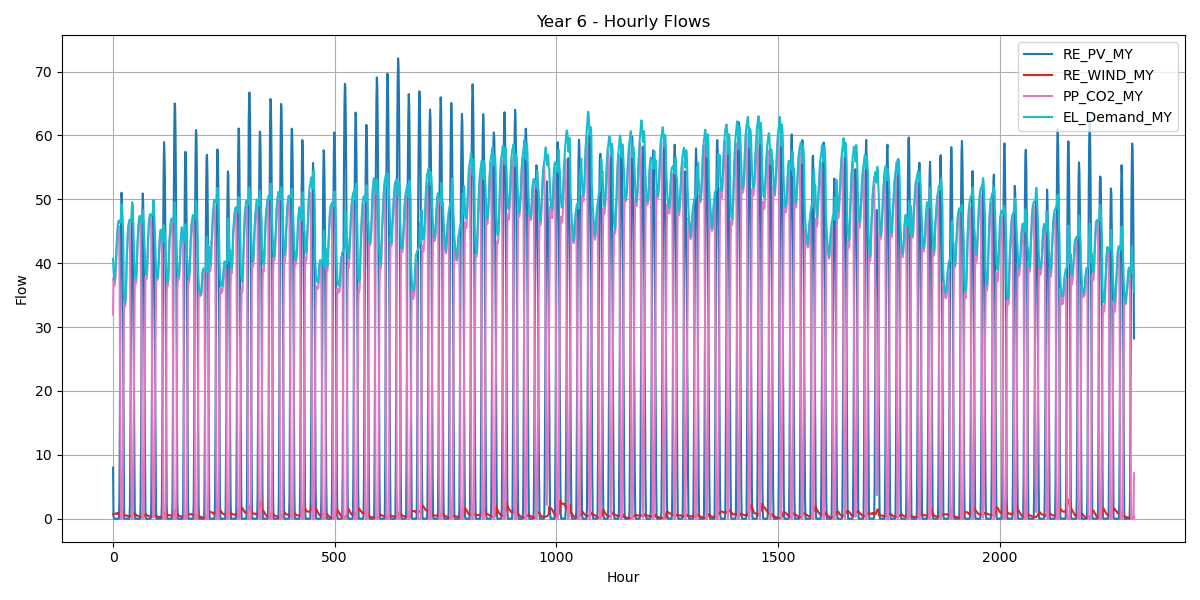 Year 6 - Hourly Flows
RE_PV_MY
RE_WIND_MY
PP_CO2_MY
EL_Demand_MY
Flow
70
60
50
40
30
20
10
0
0
500
1000
1500
2000
Hour